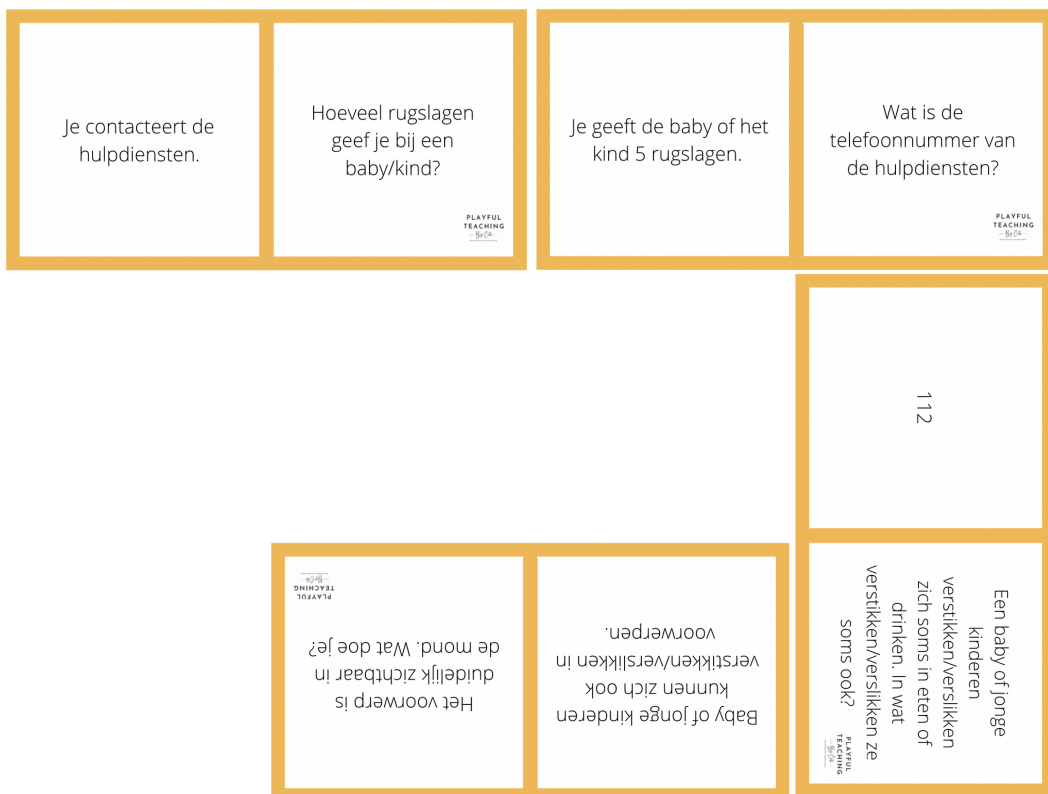 Je contacteert de
hulpdiensten.
Hoeveel rugslagen
geef je bij een
baby/kind?
PLAYFUL
TEACHING
Je geeft de baby of het
kind 5 rugslagen.
Wat is de
telefoonnummer van
de hulpdiensten?
PLAYFUL
TEACHING
112
Een baby of jonge
kinderen
verstikken/verslikken
zich soms in eten of
drinken. In wat
verstikken/verslikken ze
soms ook?
PLAYFUL
TEACHING
Baby of jonge kinderen
kunnen zich ook
verstikken/verslikken in
voorwerpen.
Het voorwerp is
duidelijk zichtbaar in
de mond. Wat doe je?
PLAYFUL
TEACHING